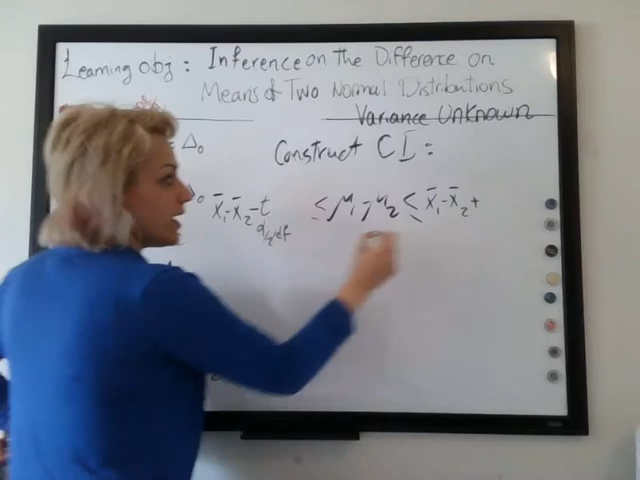 Learning obj: Inference on the Difference on
Means of Two Normal Distributions
Variance Unknown
Δ₀
Construct CI:
x̄₁-x̄₂-t α/2,df ≤ μ₁-μ₂ ≤ x̄₁-x̄₂+